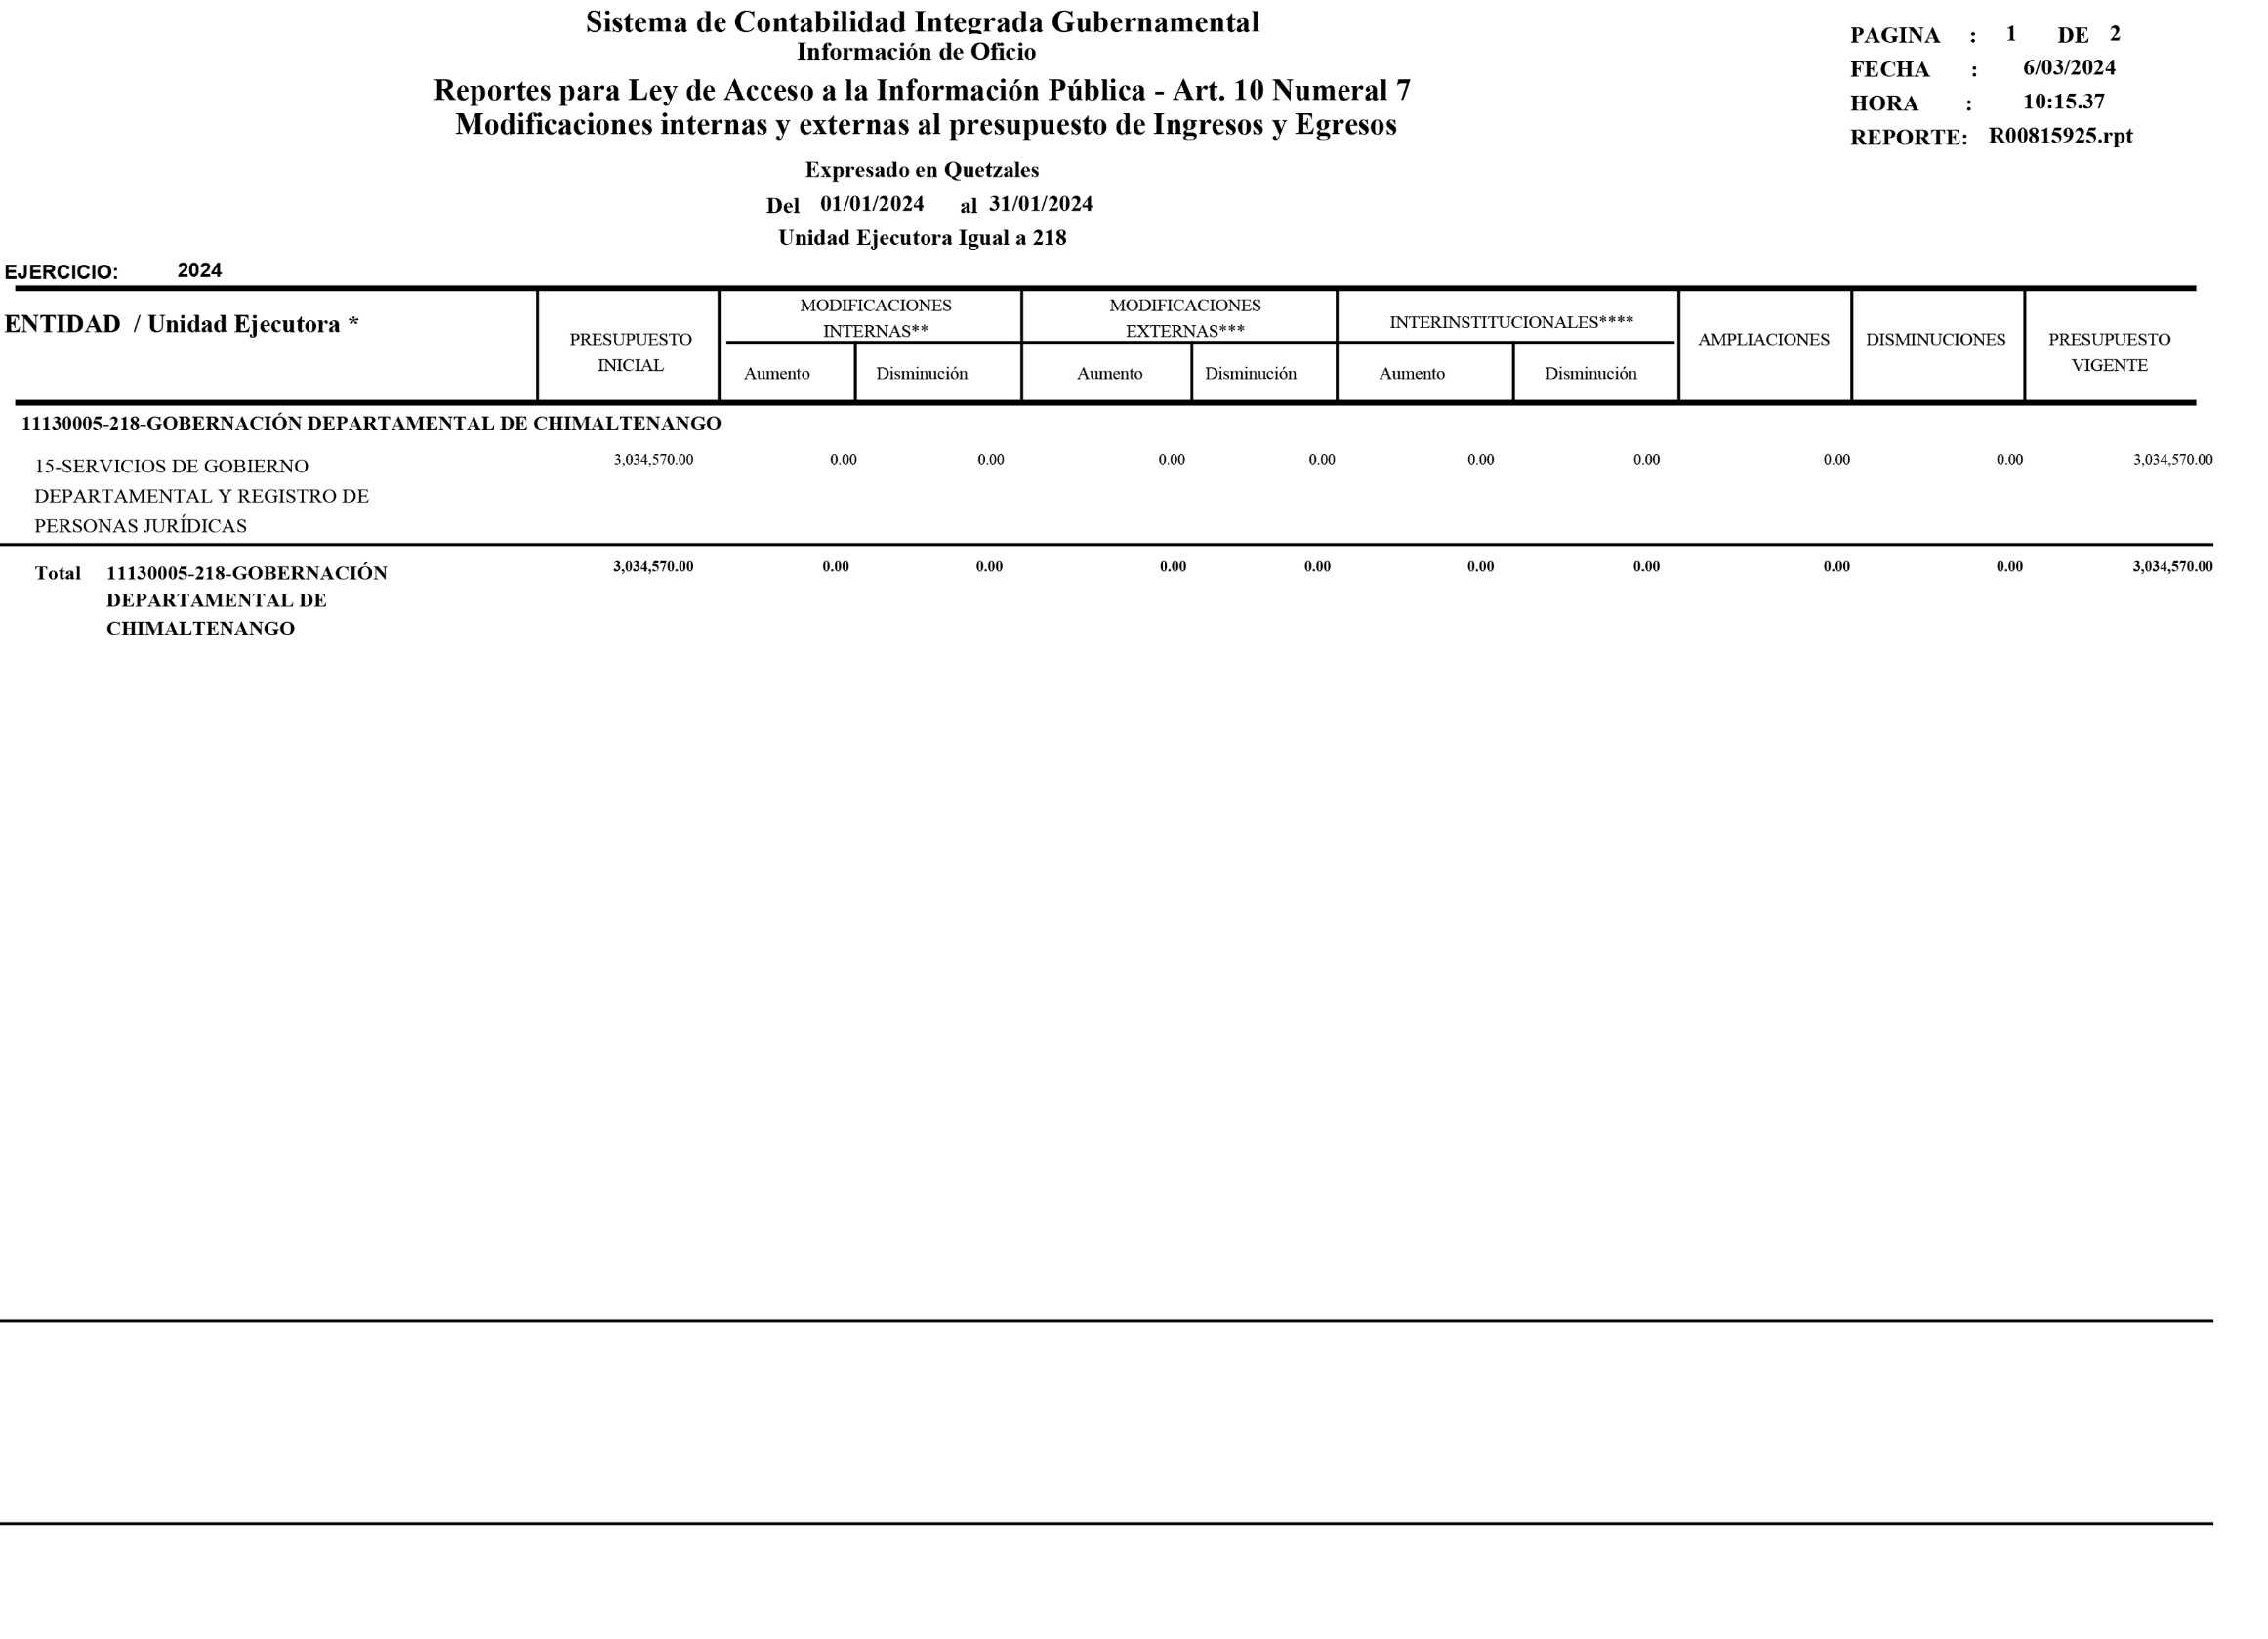 Sistema de Contabilidad Integrada Gubernamental
Información de Oficio
Reportes para Ley de Acceso a la Información Pública - Art. 10 Numeral 7
Modificaciones internas y externas al presupuesto de Ingresos y Egresos
Expresado en Quetzales
Del 01/01/2024 al 31/01/2024
Unidad Ejecutora Igual a 218
PAGINA : 1 DE 2
FECHA : 6/03/2024
HORA : 10:15.37
REPORTE: R00815925.rpt
EJERCICIO: 2024
ENTIDAD / Unidad Ejecutora *
PRESUPUESTO
INICIAL
MODIFICACIONES
INTERNAS**
Aumento Disminución
MODIFICACIONES
EXTERNAS***
Aumento Disminución
INTERINSTITUCIONALES****
Aumento Disminución
AMPLIACIONES
DISMINUCIONES
PRESUPUESTO
VIGENTE
11130005-218-GOBERNACIÓN DEPARTAMENTAL DE CHIMALTENANGO
15-SERVICIOS DE GOBIERNO 3,034,570.00 0.00 0.00 0.00 0.00 0.00 0.00 0.00 0.00 3,034,570.00
DEPARTAMENTAL Y REGISTRO DE
PERSONAS JURÍDICAS
Total 11130005-218-GOBERNACIÓN 3,034,570.00 0.00 0.00 0.00 0.00 0.00 0.00 0.00 0.00 3,034,570.00
DEPARTAMENTAL DE
CHIMALTENANGO